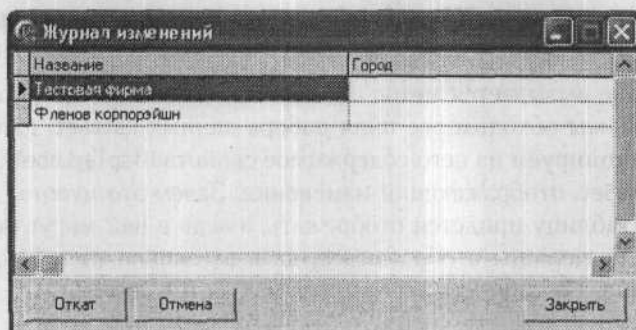 Журнал изменений
Название Город
Тестовая фирма
Фленов корпорэйшн
Откат Отмена Закрыть